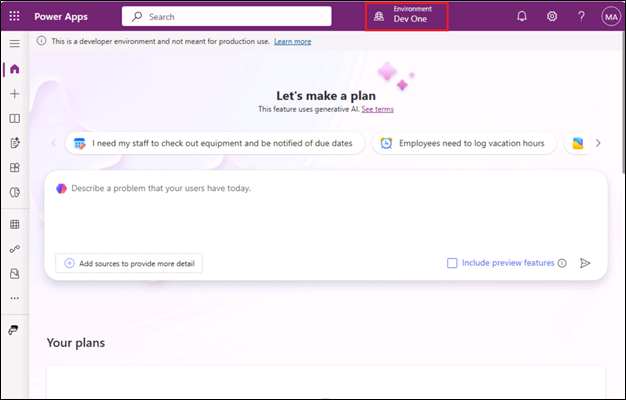 Power Apps
Search
Environment
Dev One
MA
This is a developer environment and not meant for production use. Learn more
Let's make a plan
This feature uses generative AI. See terms
I need my staff to check out equipment and be notified of due dates
Employees need to log vacation hours
Describe a problem that your users have today.
Add sources to provide more detail
Include preview features
Your plans